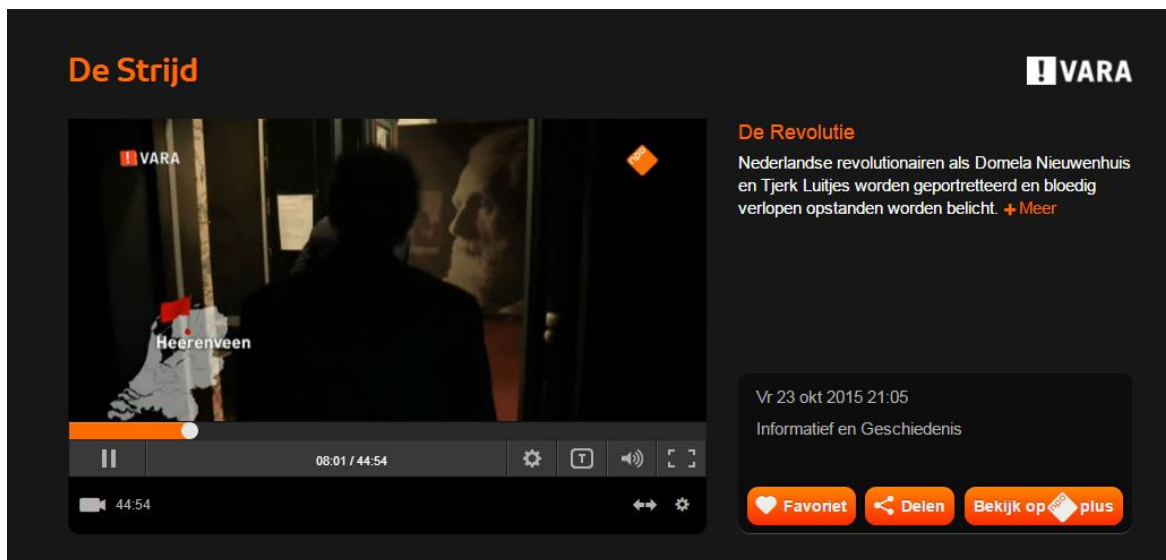 De Strijd
! VARA
! VARA
npo
Heerenveen
08:01 / 44:54
T
44:54
De Revolutie
Nederlandse revolutionairen als Domela Nieuwenhuis
en Tjerk Luitjes worden geportretteerd en bloedig
verlopen opstanden worden belicht. + Meer
Vr 23 okt 2015 21:05
Informatief en Geschiedenis
Favoriet
Delen
Bekijk op npo plus